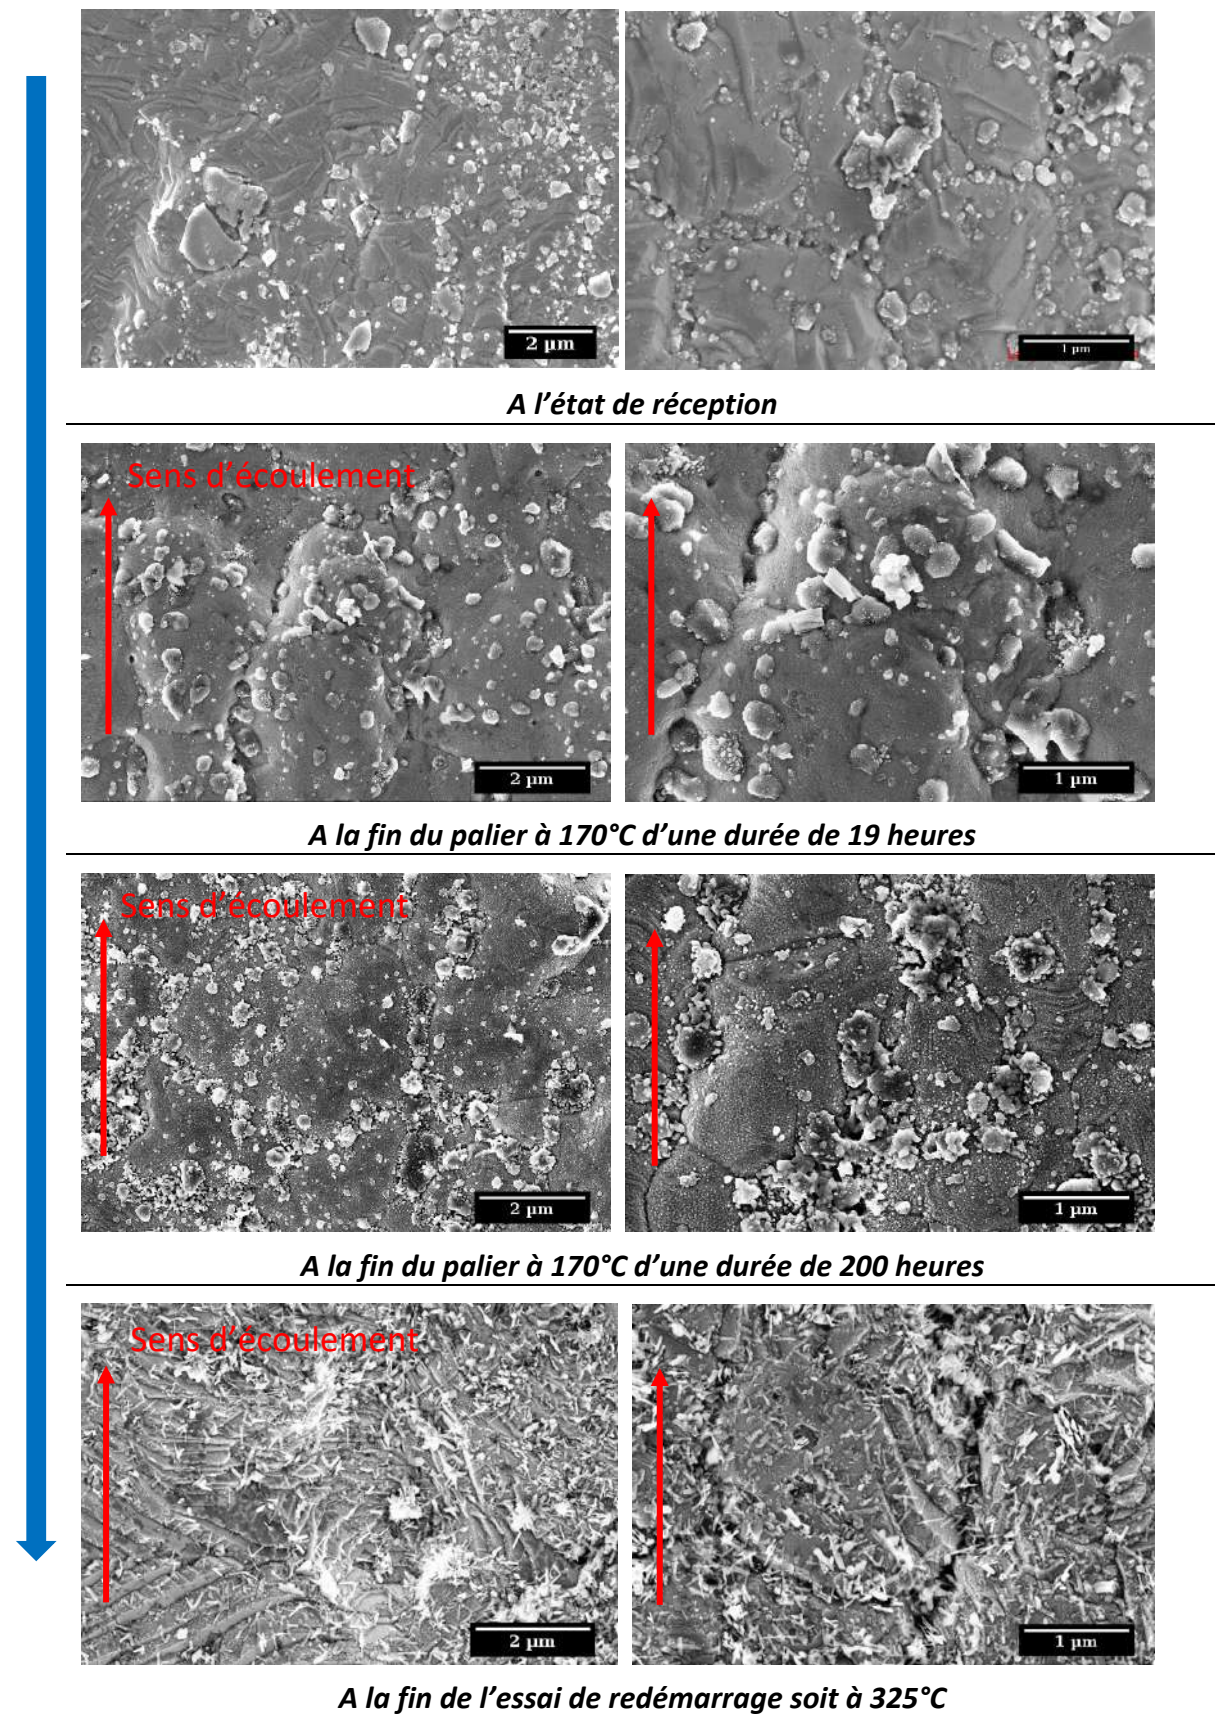 2 μm
1 μm
A l'état de réception
Sens d'écoulement
2 μm
1 μm
A la fin du palier à 170°C d'une durée de 19 heures
Sens d'écoulement
2 μm
1 μm
A la fin du palier à 170°C d'une durée de 200 heures
Sens d'écoulement
2 μm
1 μm
A la fin de l'essai de redémarrage soit à 325°C